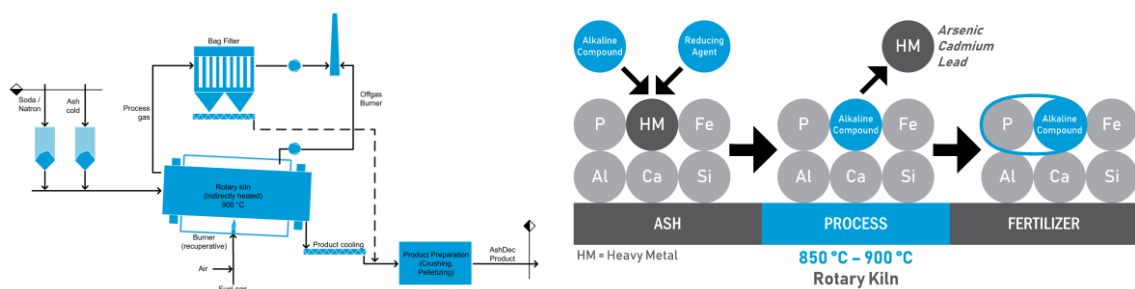 Bag Filter
Soda /
Natron
Ash
cold
Process
gas
Offgas
Burner
Rotary kiln
(indirectly heated)
900 °C
Burner
(recuperative)
Air
Fuel gas
Product cooling
Product Preparation
(Crushing,
Pelletizing)
AshDec
Product
Alkaline
Compound
Reducing
Agent
HM
Arsenic
Cadmium
Lead
P
HM
Fe
P
Alkaline
Compound
Fe
P
Alkaline
Compound
Fe
Al
Ca
Si
Al
Ca
Si
Al
Ca
Si
ASH
PROCESS
FERTILIZER
HM = Heavy Metal
850 °C – 900 °C
Rotary Kiln